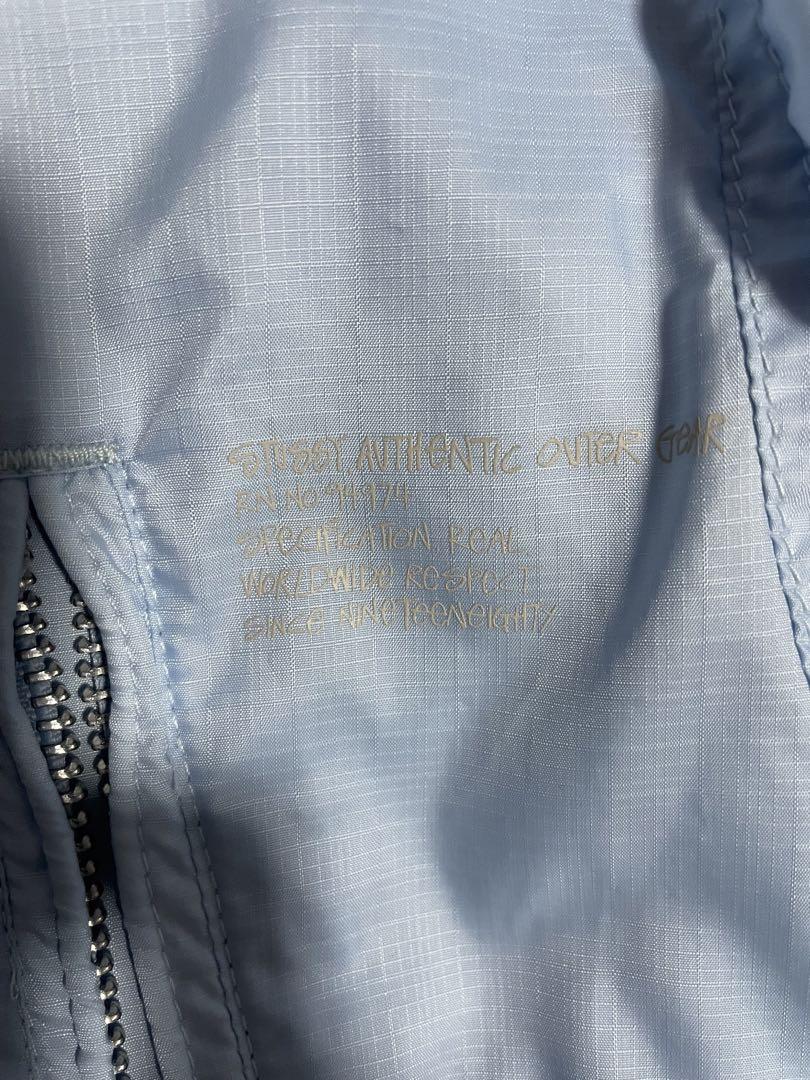 STUSSY AUTHENTIC OUTER GEAR
R.N. NO. 94974
SPECIFICATION. REAL.
WORLDWIDE RESPECT
SINCE NINETEENEIGHTY